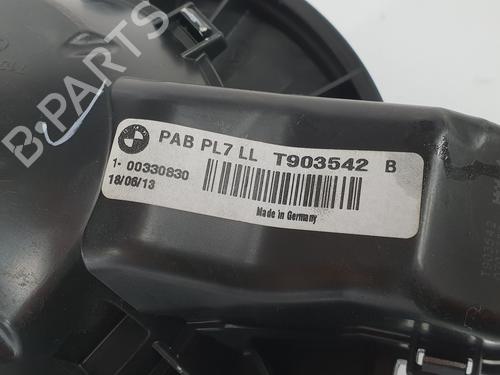 B-PARTS
PAB PL7 LL T903542 B
1- 00330830
18/06/13
Made in Germany